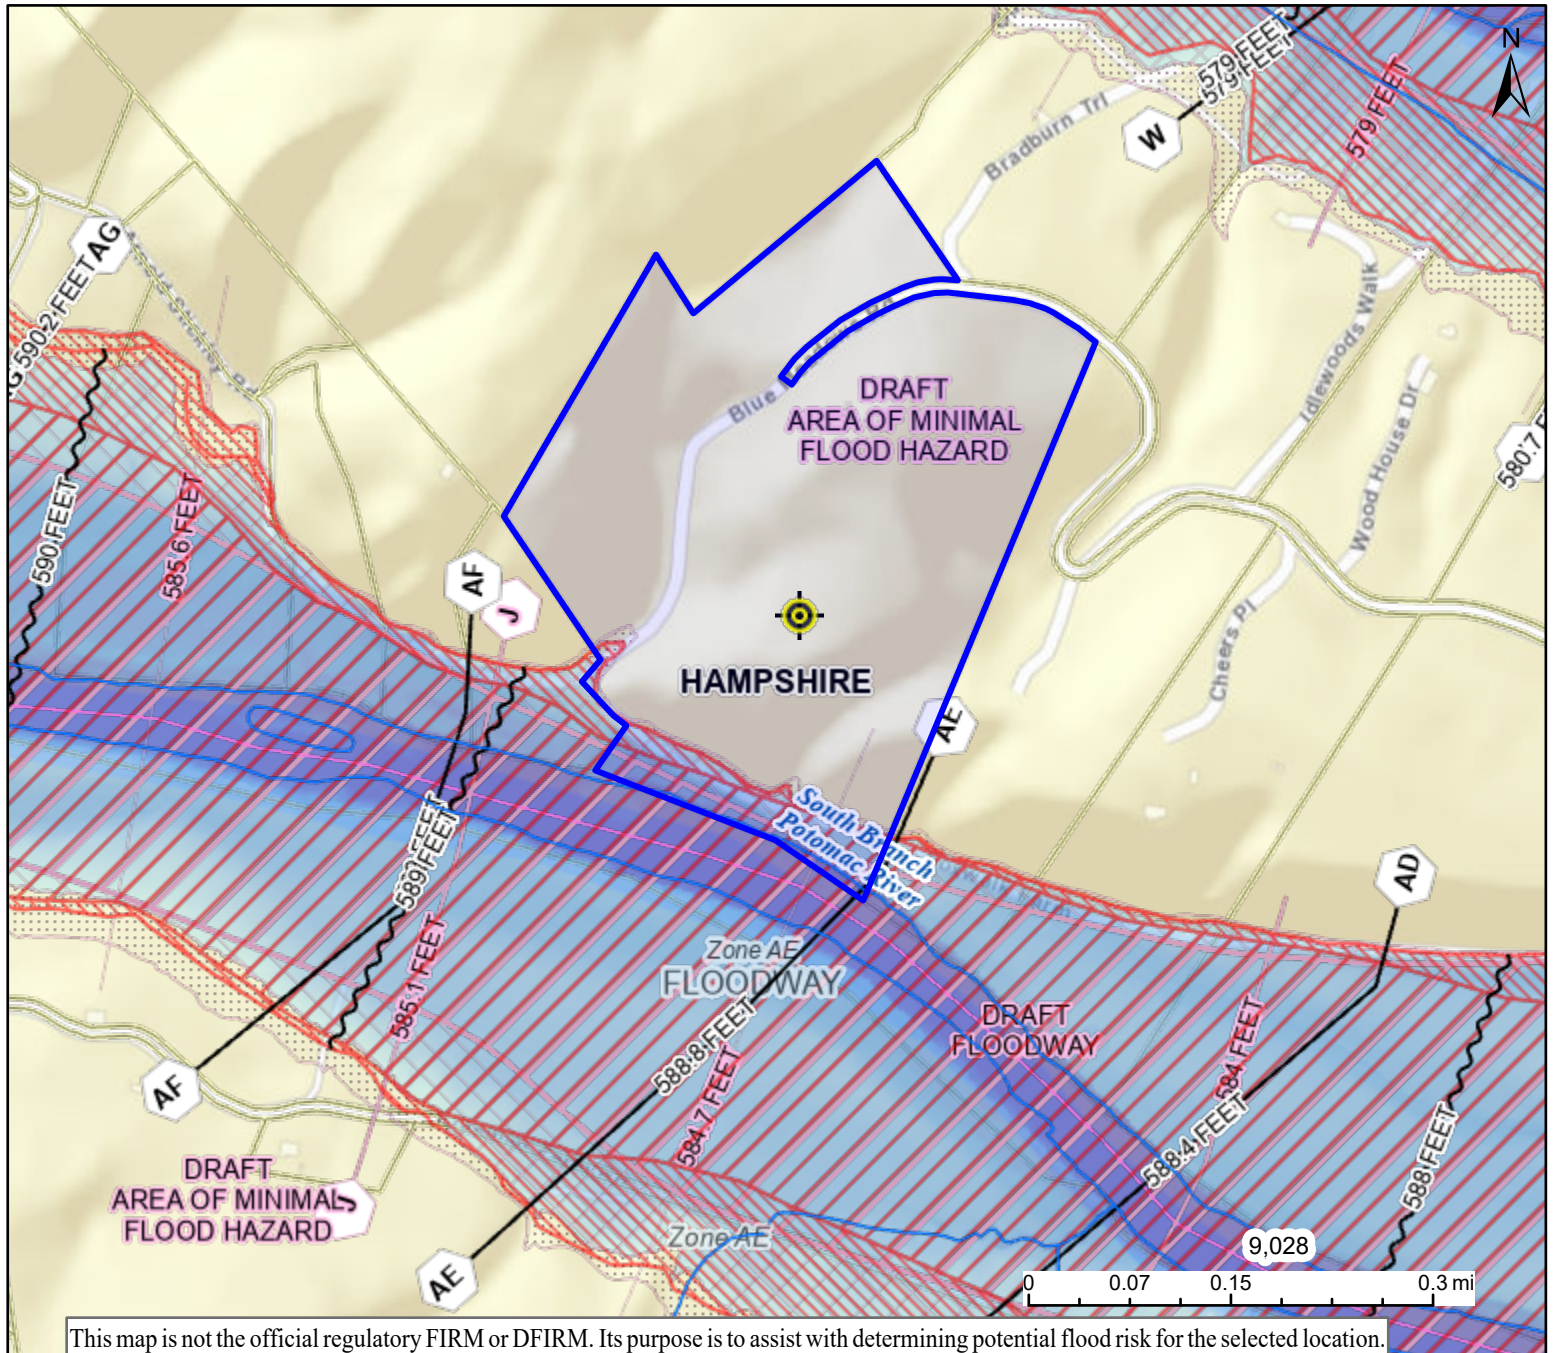 579 FEET
579 FEET
N
W
579 FEET
Bradburn Trl
AG
AG 590.2 FEET
Idlewoods Walk
Wood House Dr
580.7 F
Blue
DRAFT
AREA OF MINIMAL
FLOOD HAZARD
590 FEET
585.6 FEET
AF
J
HAMPSHIRE
Cheers Pl
AE
South Branch
Potomac River
589 FEET
AD
585.1 FEET
Zone AE
FLOODWAY
588.8 FEET
584.7 FEET
DRAFT
FLOODWAY
584 FEET
588.4 FEET
588 FEET
AF
DRAFT
AREA OF MINIMAL
FLOOD HAZARD
J
Zone AE
AE
9,028
0 0.07 0.15 0.3 mi
This map is not the official regulatory FIRM or DFIRM. Its purpose is to assist with determining potential flood risk for the selected location.